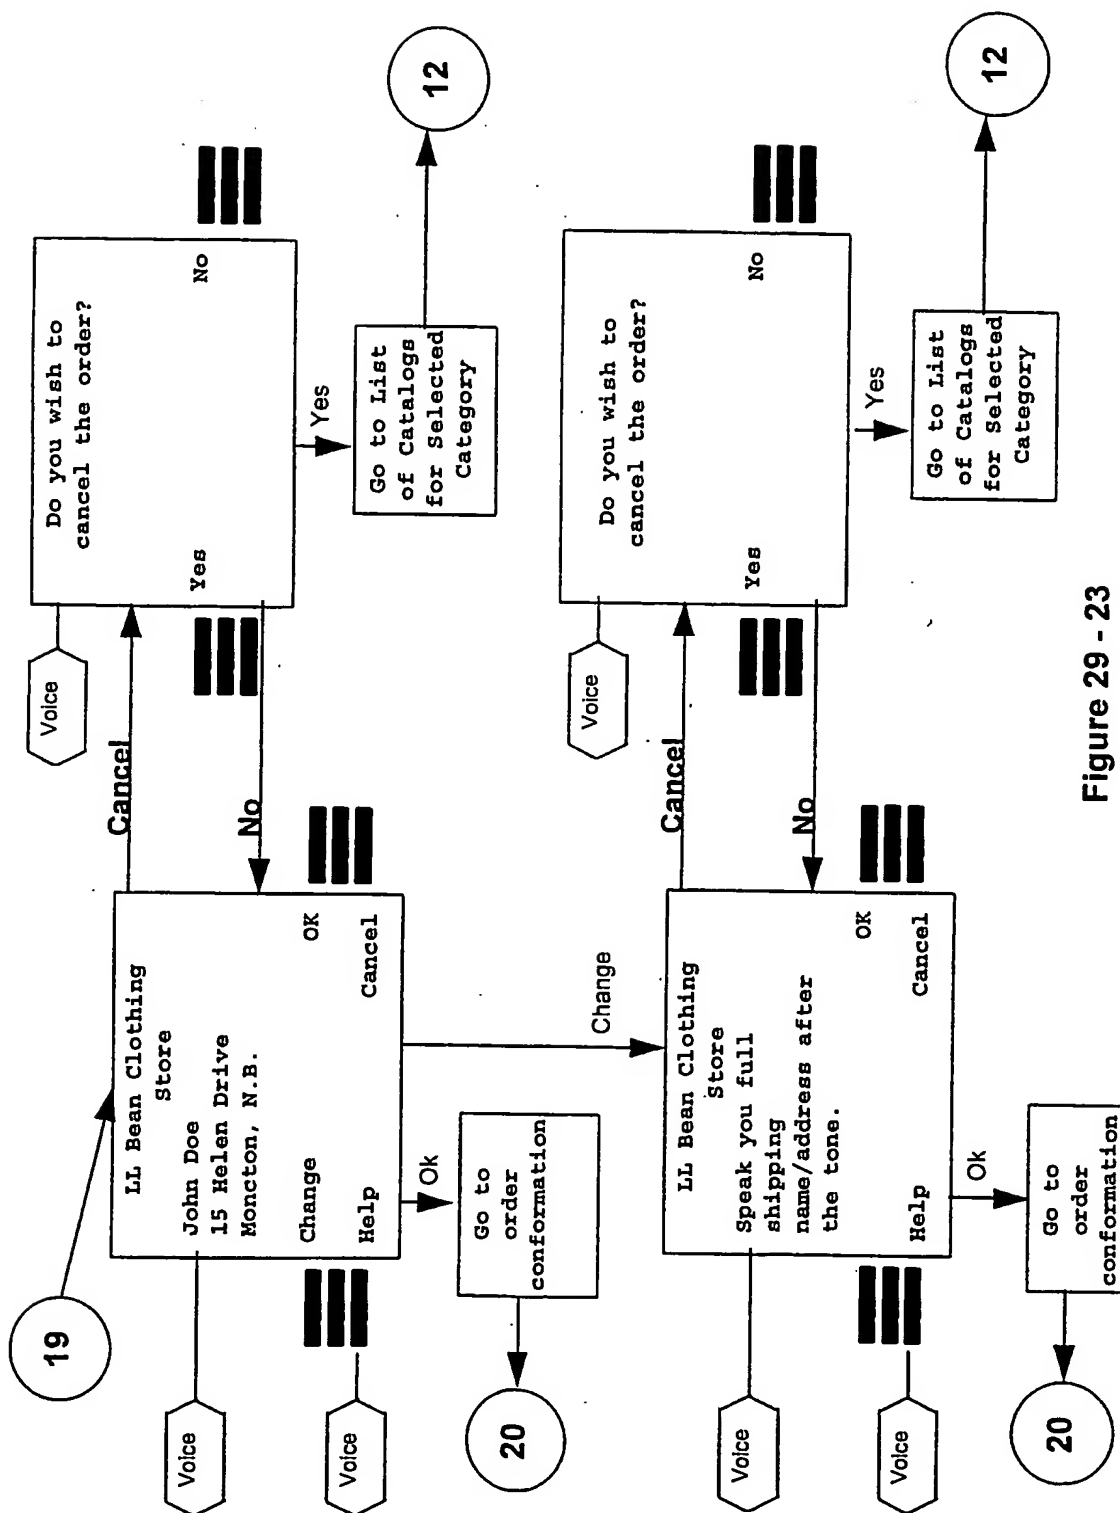 19
LL Bean Clothing
Store
John Doe
15 Helen Drive
Moncton, N.B.
Change
OK
Help
Cancel
Voice
Voice
Cancel
No
Voice
Do you wish to
cancel the order?
Yes
No
Yes
Go to List
of Catalogs
for Selected
Category
12
Ok
Go to
order
conformation
20
Change
LL Bean Clothing
Store
Speak you full
shipping
name/address after
the tone.
OK
Help
Cancel
Voice
Voice
Cancel
No
Voice
Do you wish to
cancel the order?
Yes
No
Yes
Go to List
of Catalogs
for Selected
Category
12
Ok
Go to
order
conformation
20
Figure 29 - 23